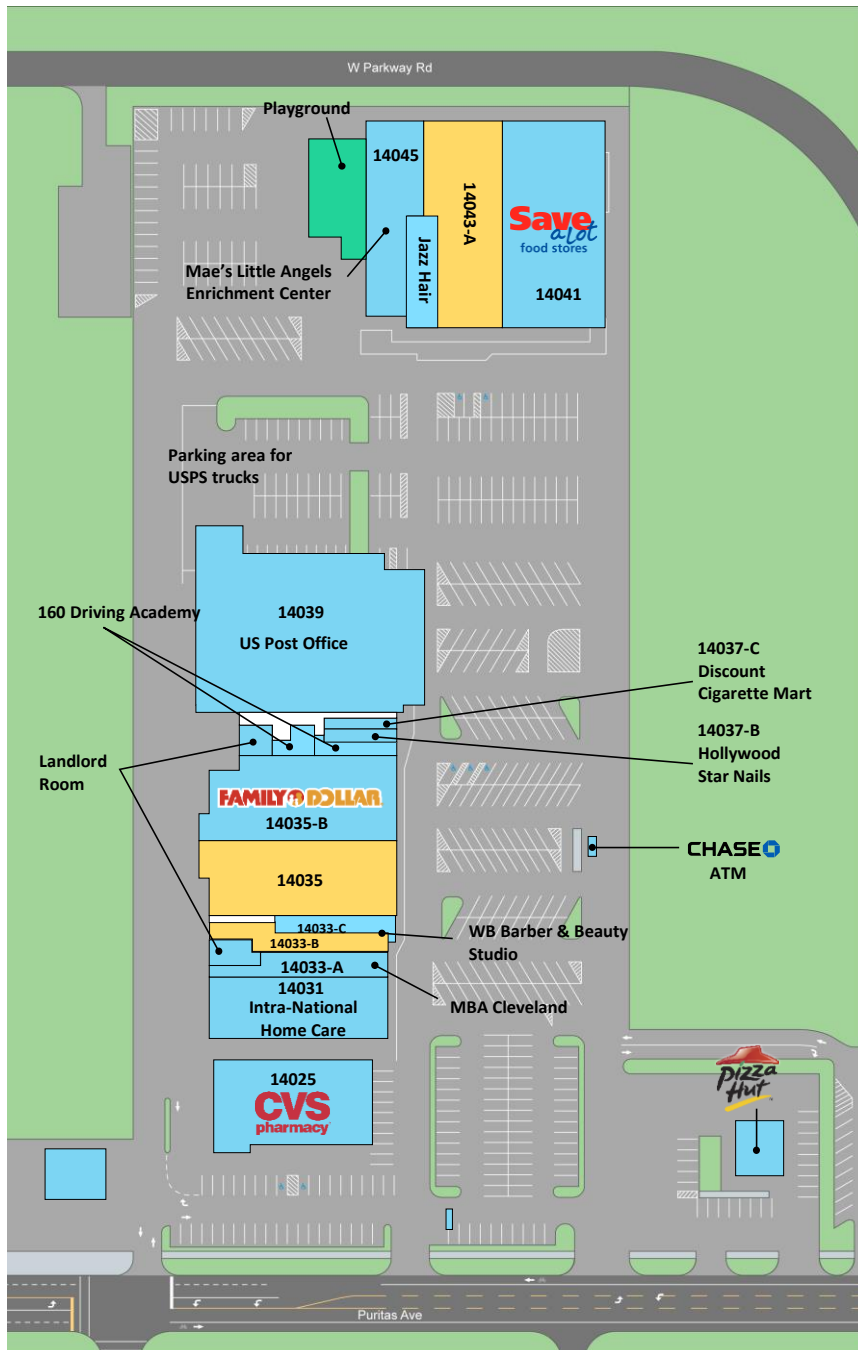 W Parkway Rd
Playground
14045
14043-A
Save
a Lot
food stores
Mae's Little Angels
Enrichment Center
Jazz Hair
14041
Parking area for
USPS trucks
160 Driving Academy
14039
US Post Office
14037-C
Discount
Cigarette Mart
14037-B
Hollywood
Star Nails
Landlord
Room
FAMILY DOLLAR
14035-B
CHASE
ATM
14035
14033-C
WB Barber & Beauty
Studio
14033-B
14033-A
14031
MBA Cleveland
Intra-National
Home Care
Pizza
Hut
14025
CVS
pharmacy
Puritas Ave